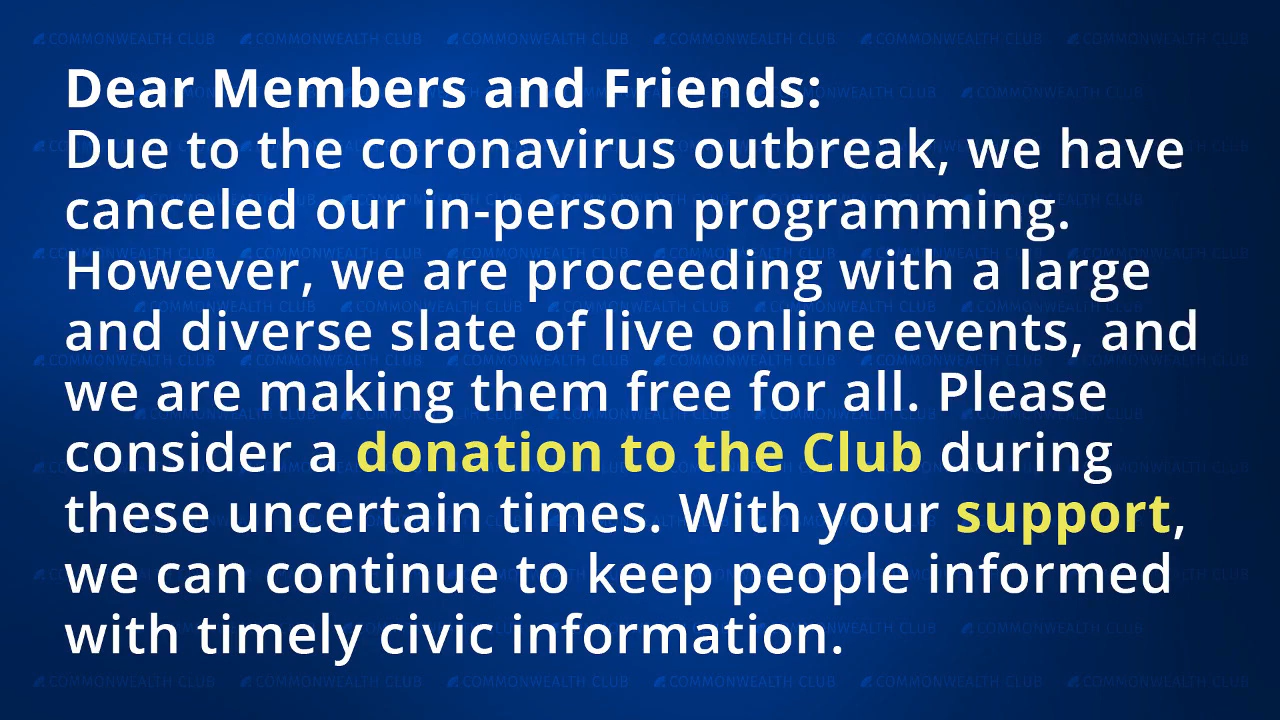 Dear Members and Friends:
Due to the coronavirus outbreak, we have
canceled our in-person programming.
However, we are proceeding with a large
and diverse slate of live online events, and
we are making them free for all. Please
consider a donation to the Club during
these uncertain times. With your support,
we can continue to keep people informed
with timely civic information.
COMMONWEALTH CLUB